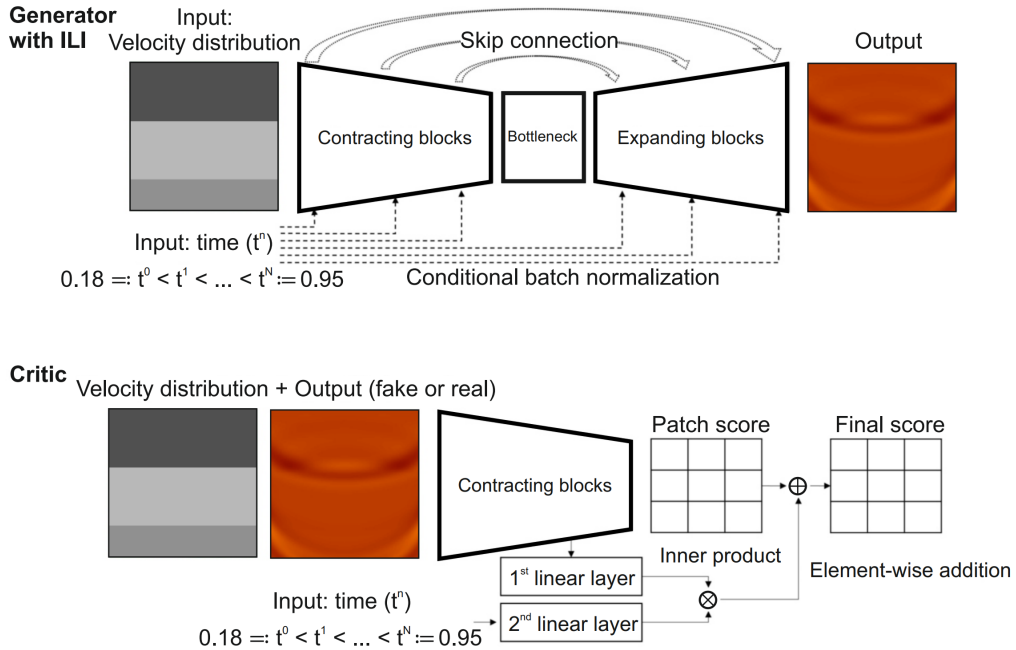 Generator
with ILI
Input:
Velocity distribution
Skip connection
Output
Contracting blocks
Bottleneck
Expanding blocks
Input: time (tⁿ)
0.18 =: t⁰ < t¹ < ... < tᴺ := 0.95
Conditional batch normalization
Critic
Velocity distribution + Output (fake or real)
Contracting blocks
Patch score
Final score
Inner product
Element-wise addition
1ˢᵗ linear layer
2ⁿᵈ linear layer
Input: time (tⁿ)
0.18 =: t⁰ < t¹ < ... < tᴺ := 0.95